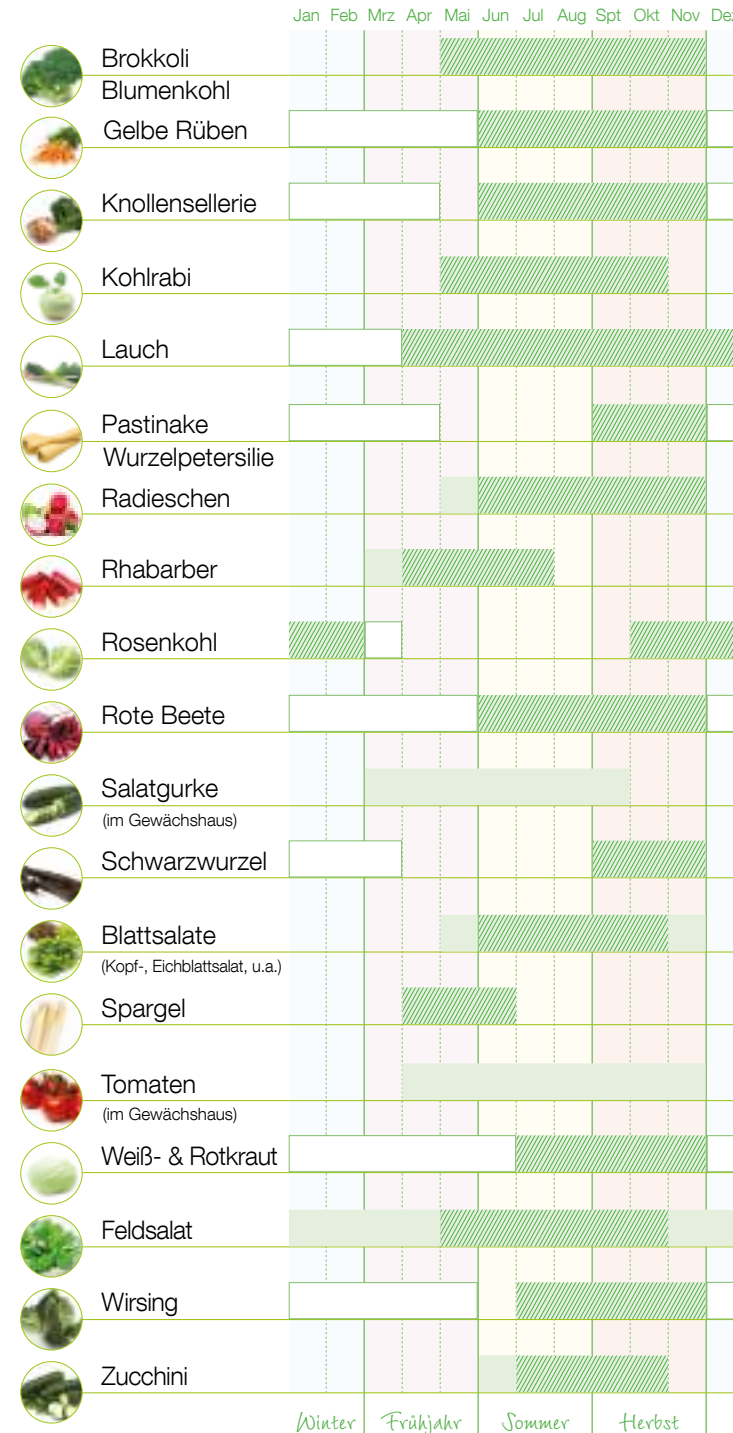 Jan Feb Mrz Apr Mai Jun Jul Aug Spt Okt Nov Dez
Brokkoli
Blumenkohl
Gelbe Rüben
Knollensellerie
Kohlrabi
Lauch
Pastinake
Wurzelpetersilie
Radieschen
Rhabarber
Rosenkohl
Rote Beete
Salatgurke
(im Gewächshaus)
Schwarzwurzel
Blattsalate
(Kopf-, Eichblattsalat, u.a.)
Spargel
Tomaten
(im Gewächshaus)
Weiß- & Rotkraut
Feldsalat
Wirsing
Zucchini
Winter Frühjahr Sommer Herbst